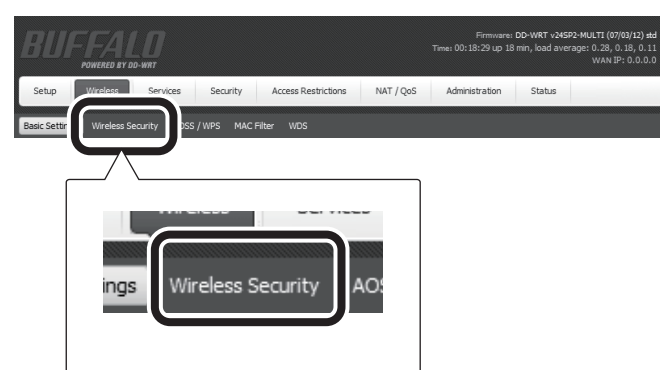 BUFFALO
POWERED BY DD-WRT
Firmware: DD-WRT v24SP2-MULTI (07/03/12) std
Time: 00:18:29 up 18 min, load average: 0.28, 0.18, 0.11
WAN IP: 0.0.0.0
Setup Wireless Services Security Access Restrictions NAT / QoS Administration Status
Basic Settin Wireless Security OSS / WPS MAC Filter WDS
Wireless Services
ings Wireless Security AOS